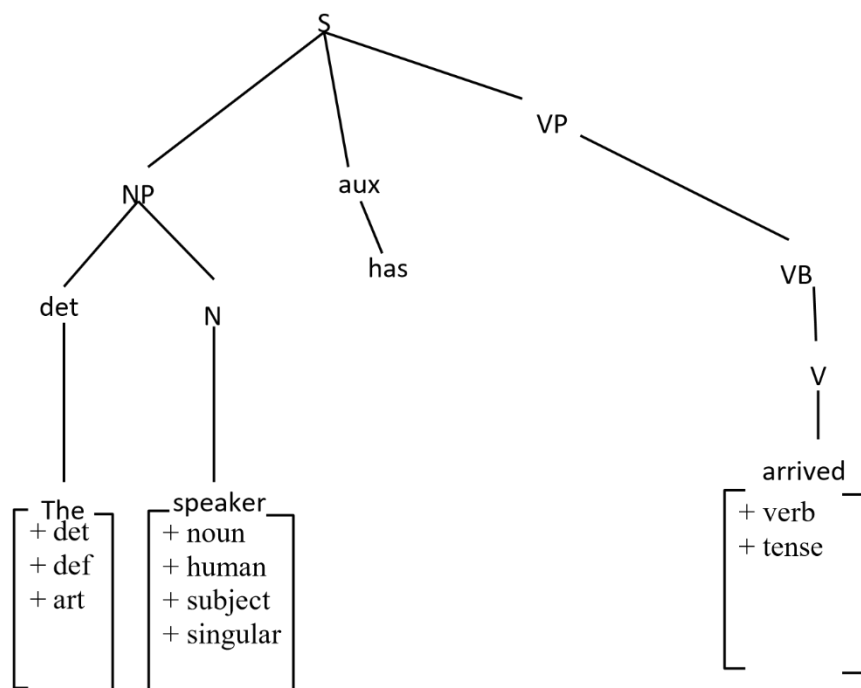 S
VP
NP
aux
has
VB
det
N
V
arrived
The
speaker
+ det
+ def
+ art
+ noun
+ human
+ subject
+ singular
+ verb
+ tense